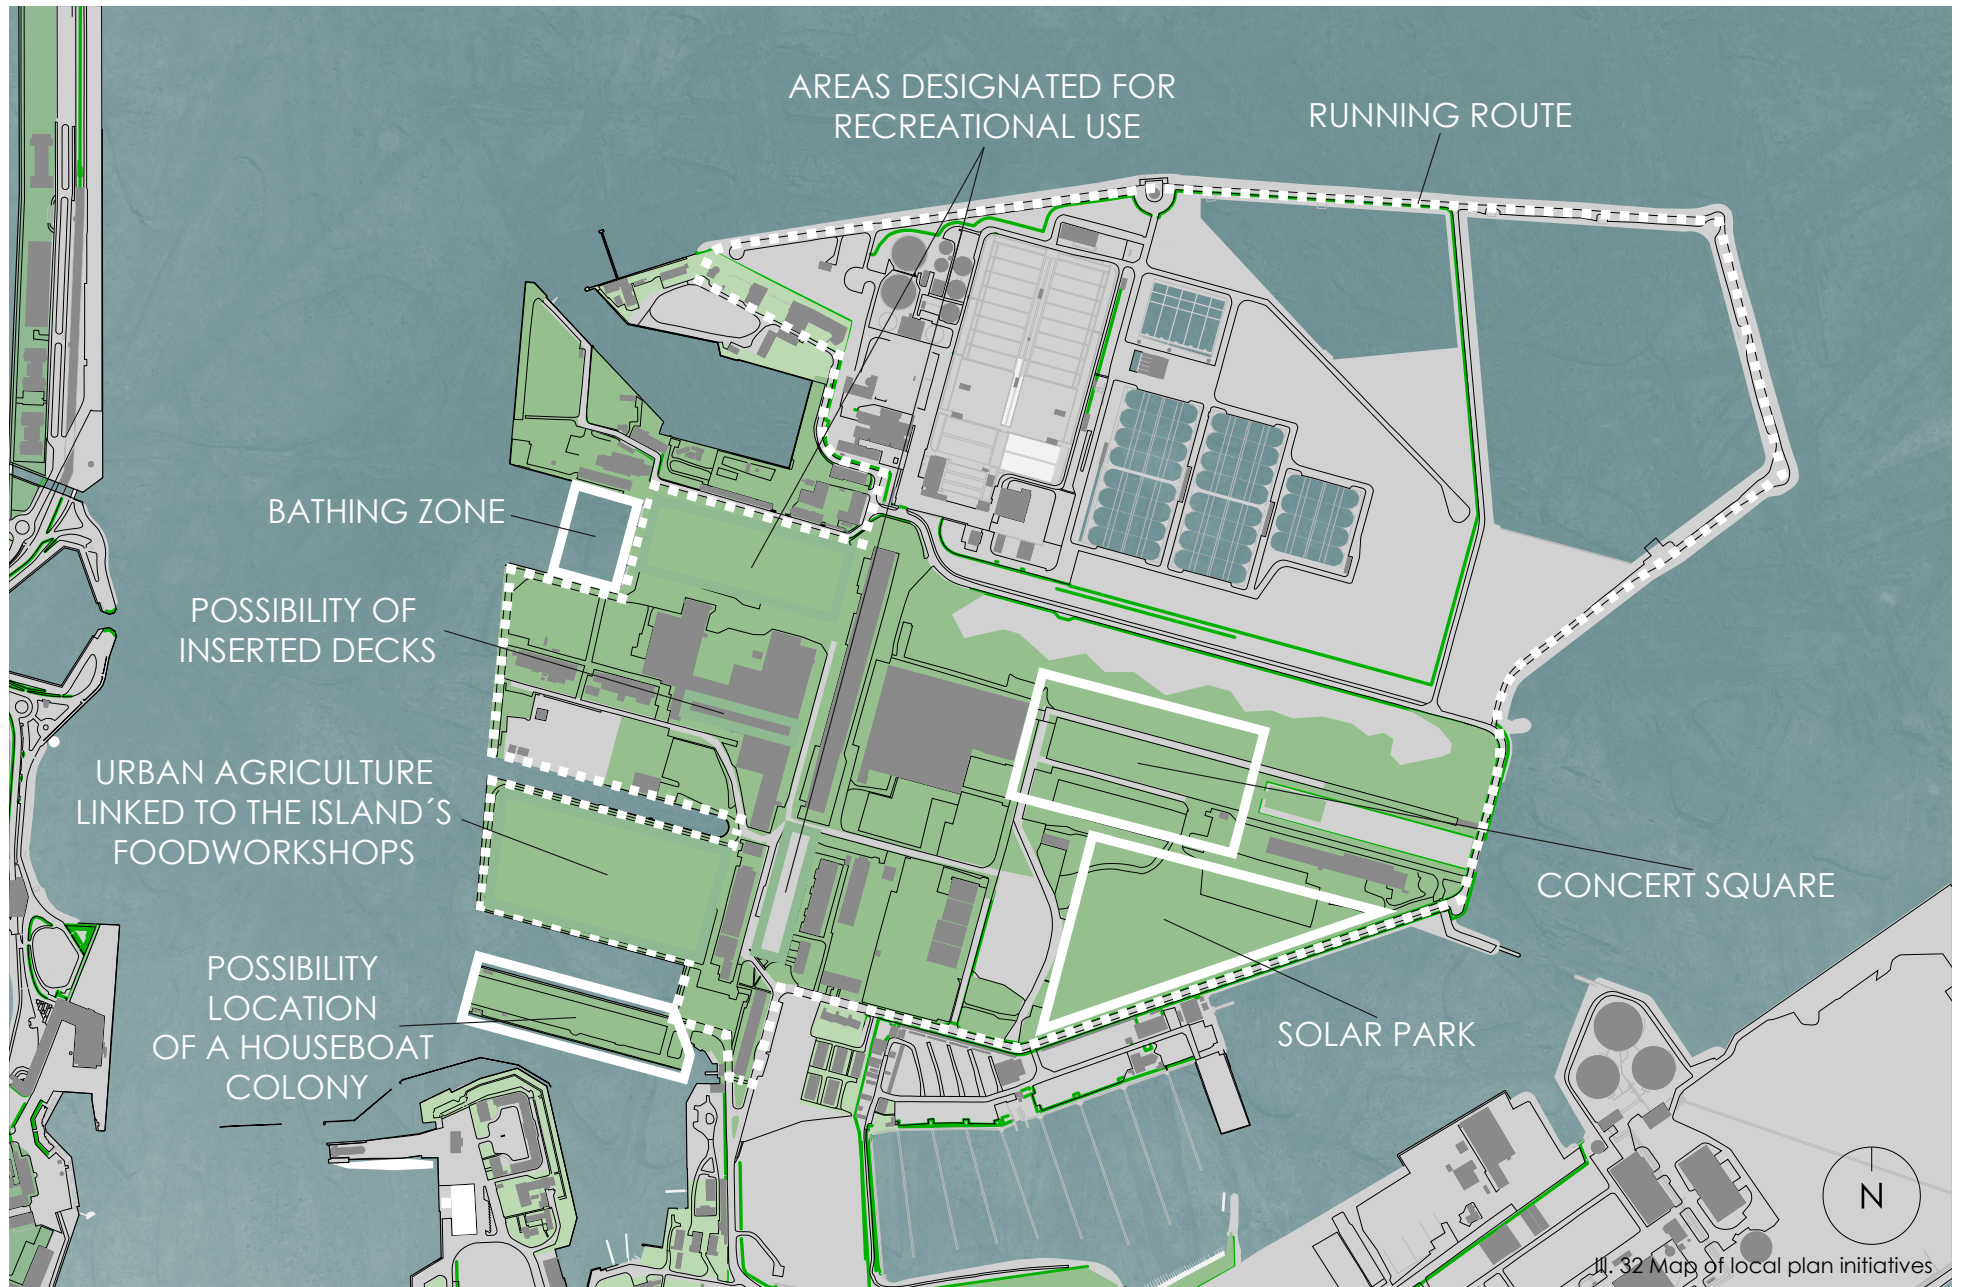 AREAS DESIGNATED FOR
RECREATIONAL USE
RUNNING ROUTE
BATHING ZONE
POSSIBILITY OF
INSERTED DECKS
URBAN AGRICULTURE
LINKED TO THE ISLAND´S
FOODWORKSHOPS
CONCERT SQUARE
POSSIBILITY
LOCATION
OF A HOUSEBOAT
COLONY
SOLAR PARK
N
Ill. 32 Map of local plan initiatives